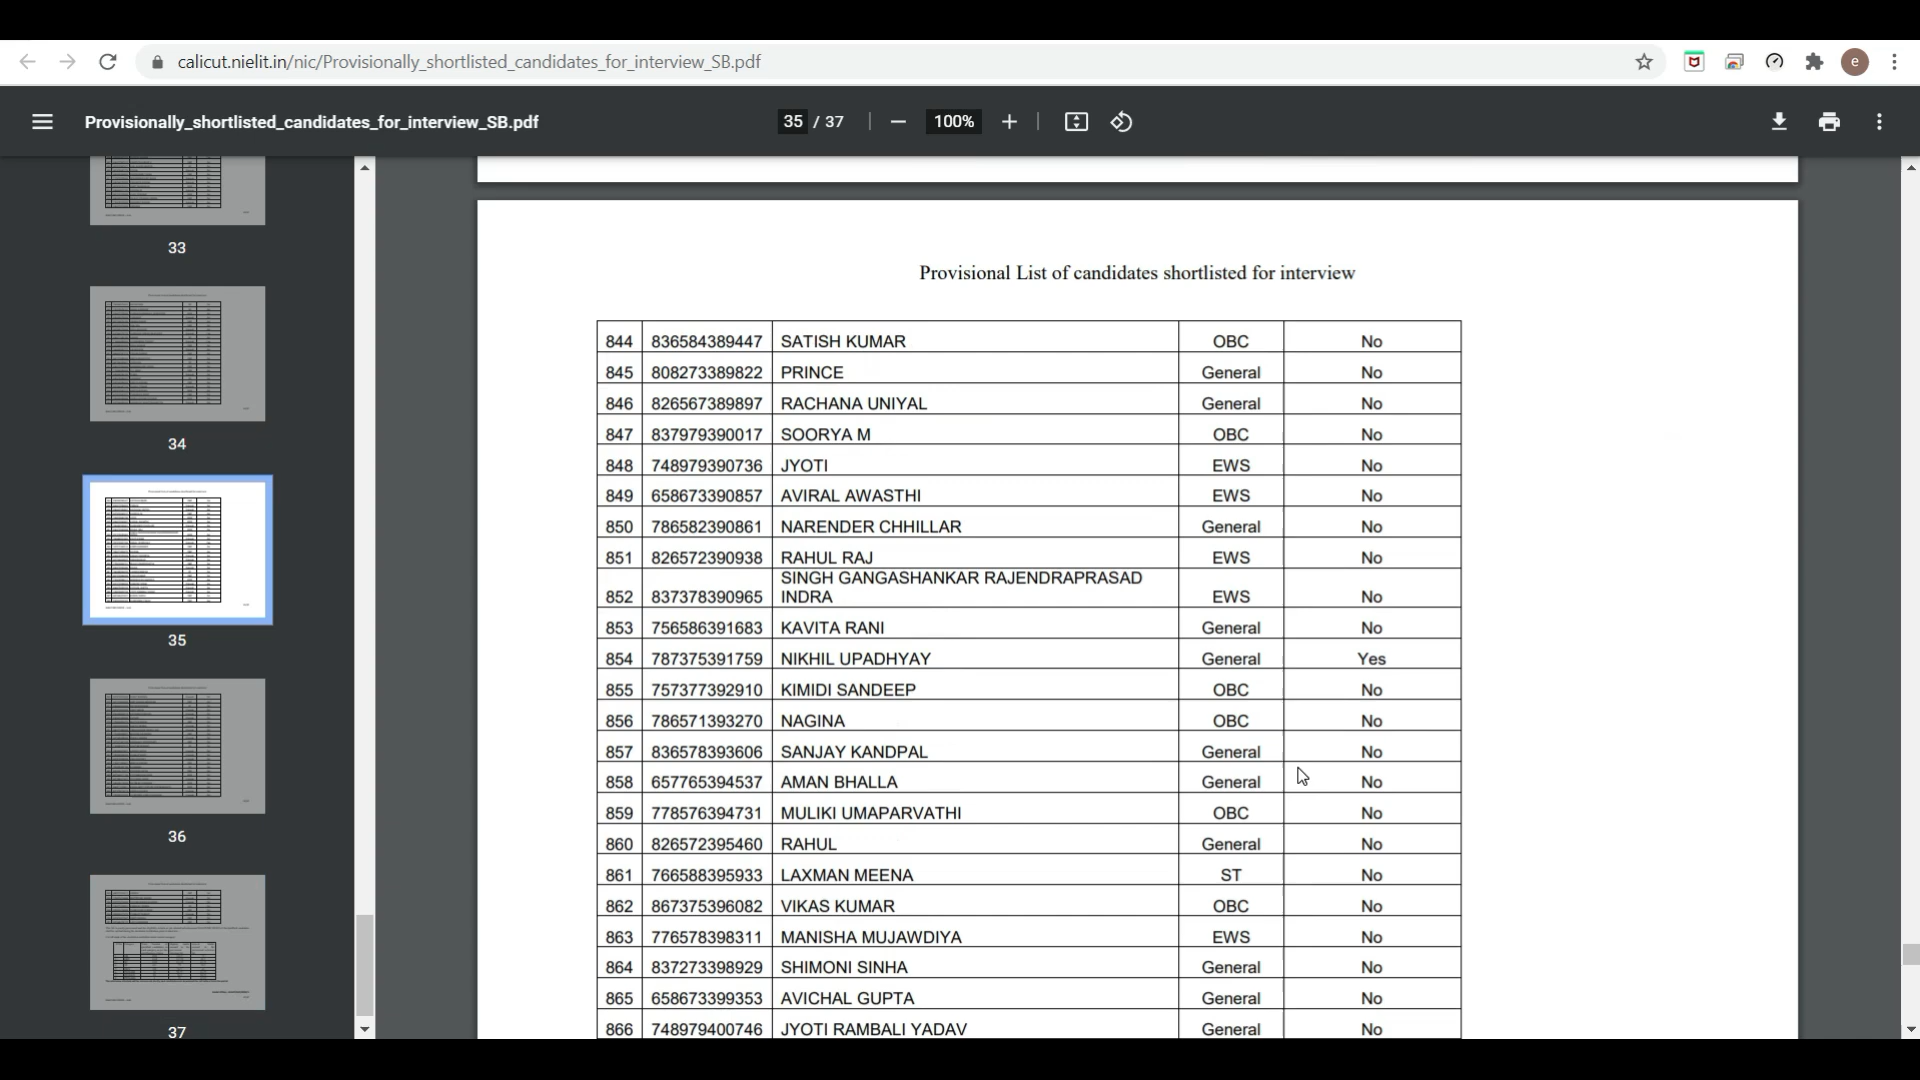 calicut.nielit.in/nic/Provisionally_shortlisted_candidates_for_interview_SB.pdf
e
Provisionally_shortlisted_candidates_for_interview_SB.pdf
35 / 37
100%
33
34
35
36
37
Provisional List of candidates shortlisted for interview
844 836584389447 SATISH KUMAR OBC No
845 808273389822 PRINCE General No
846 826567389897 RACHANA UNIYAL General No
847 837979390017 SOORYA M OBC No
848 748979390736 JYOTI EWS No
849 658673390857 AVIRAL AWASTHI EWS No
850 786582390861 NARENDER CHHILLAR General No
851 826572390938 RAHUL RAJ EWS No
SINGH GANGASHANKAR RAJENDRAPRASAD
852 837378390965 INDRA EWS No
853 756586391683 KAVITA RANI General No
854 787375391759 NIKHIL UPADHYAY General Yes
855 757377392910 KIMIDI SANDEEP OBC No
856 786571393270 NAGINA OBC No
857 836578393606 SANJAY KANDPAL General No
858 657765394537 AMAN BHALLA General No
859 778576394731 MULIKI UMAPARVATHI OBC No
860 826572395460 RAHUL General No
861 766588395933 LAXMAN MEENA ST No
862 867375396082 VIKAS KUMAR OBC No
863 776578398311 MANISHA MUJAWDIYA EWS No
864 837273398929 SHIMONI SINHA General No
865 658673399353 AVICHAL GUPTA General No
866 748979400746 JYOTI RAMBALI YADAV General No